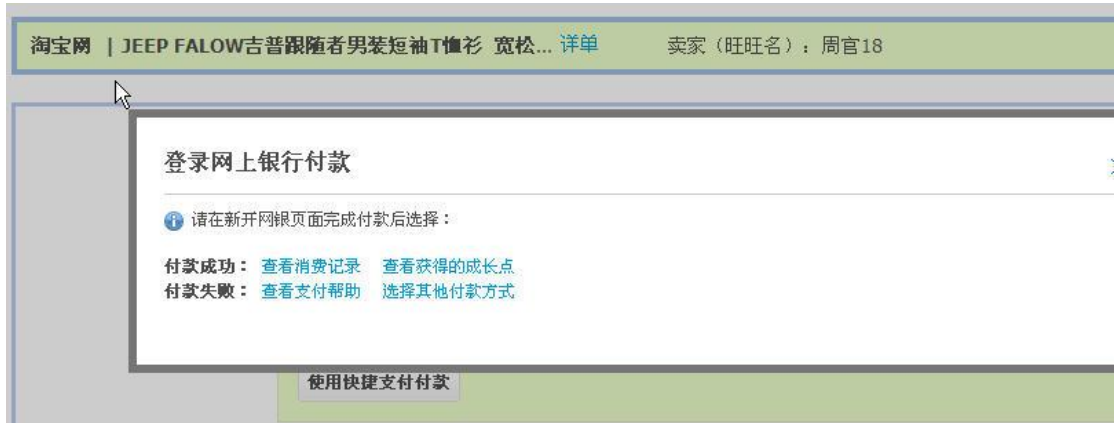 淘宝网 | JEEP FALOW吉普跟随者男装短袖T恤衫 宽松... 详单 卖家（旺旺名）：周官18
登录网上银行付款
请在新开网银页面完成付款后选择：
付款成功： 查看消费记录 查看获得的成长点
付款失败： 查看支付帮助 选择其他付款方式
使用快捷支付付款